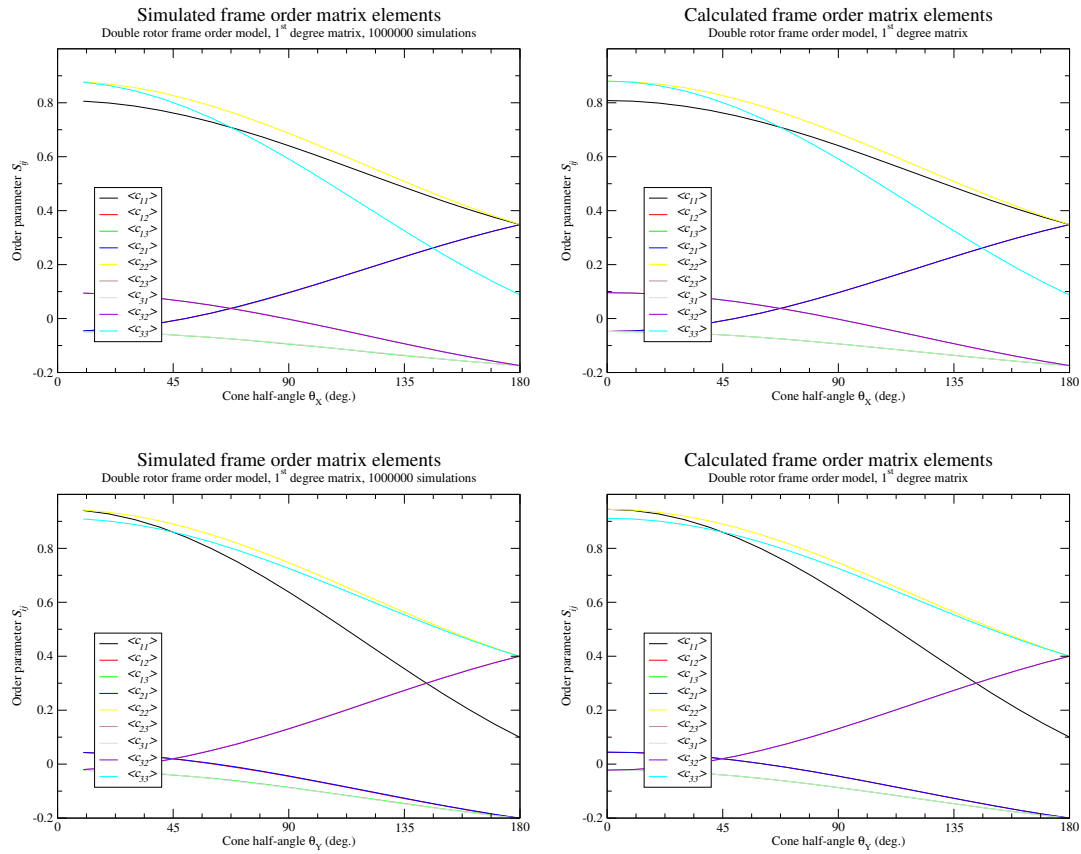 Simulated frame order matrix elements
Double rotor frame order model, 1st degree matrix, 1000000 simulations
Order parameter Sij
0.8
0.6
0.4
0.2
0
-0.2
<c11>
<c12>
<c13>
<c21>
<c22>
<c23>
<c31>
<c32>
<c33>
0 45 90 135 180
Cone half-angle θX (deg.)
Calculated frame order matrix elements
Double rotor frame order model, 1st degree matrix
Order parameter Sij
0.8
0.6
0.4
0.2
0
-0.2
<c11>
<c12>
<c13>
<c21>
<c22>
<c23>
<c31>
<c32>
<c33>
0 45 90 135 180
Cone half-angle θX (deg.)
Simulated frame order matrix elements
Double rotor frame order model, 1st degree matrix, 1000000 simulations
Order parameter Sij
0.8
0.6
0.4
0.2
0
-0.2
<c11>
<c12>
<c13>
<c21>
<c22>
<c23>
<c31>
<c32>
<c33>
0 45 90 135 180
Cone half-angle θY (deg.)
Calculated frame order matrix elements
Double rotor frame order model, 1st degree matrix
Order parameter Sij
0.8
0.6
0.4
0.2
0
-0.2
<c11>
<c12>
<c13>
<c21>
<c22>
<c23>
<c31>
<c32>
<c33>
0 45 90 135 180
Cone half-angle θY (deg.)